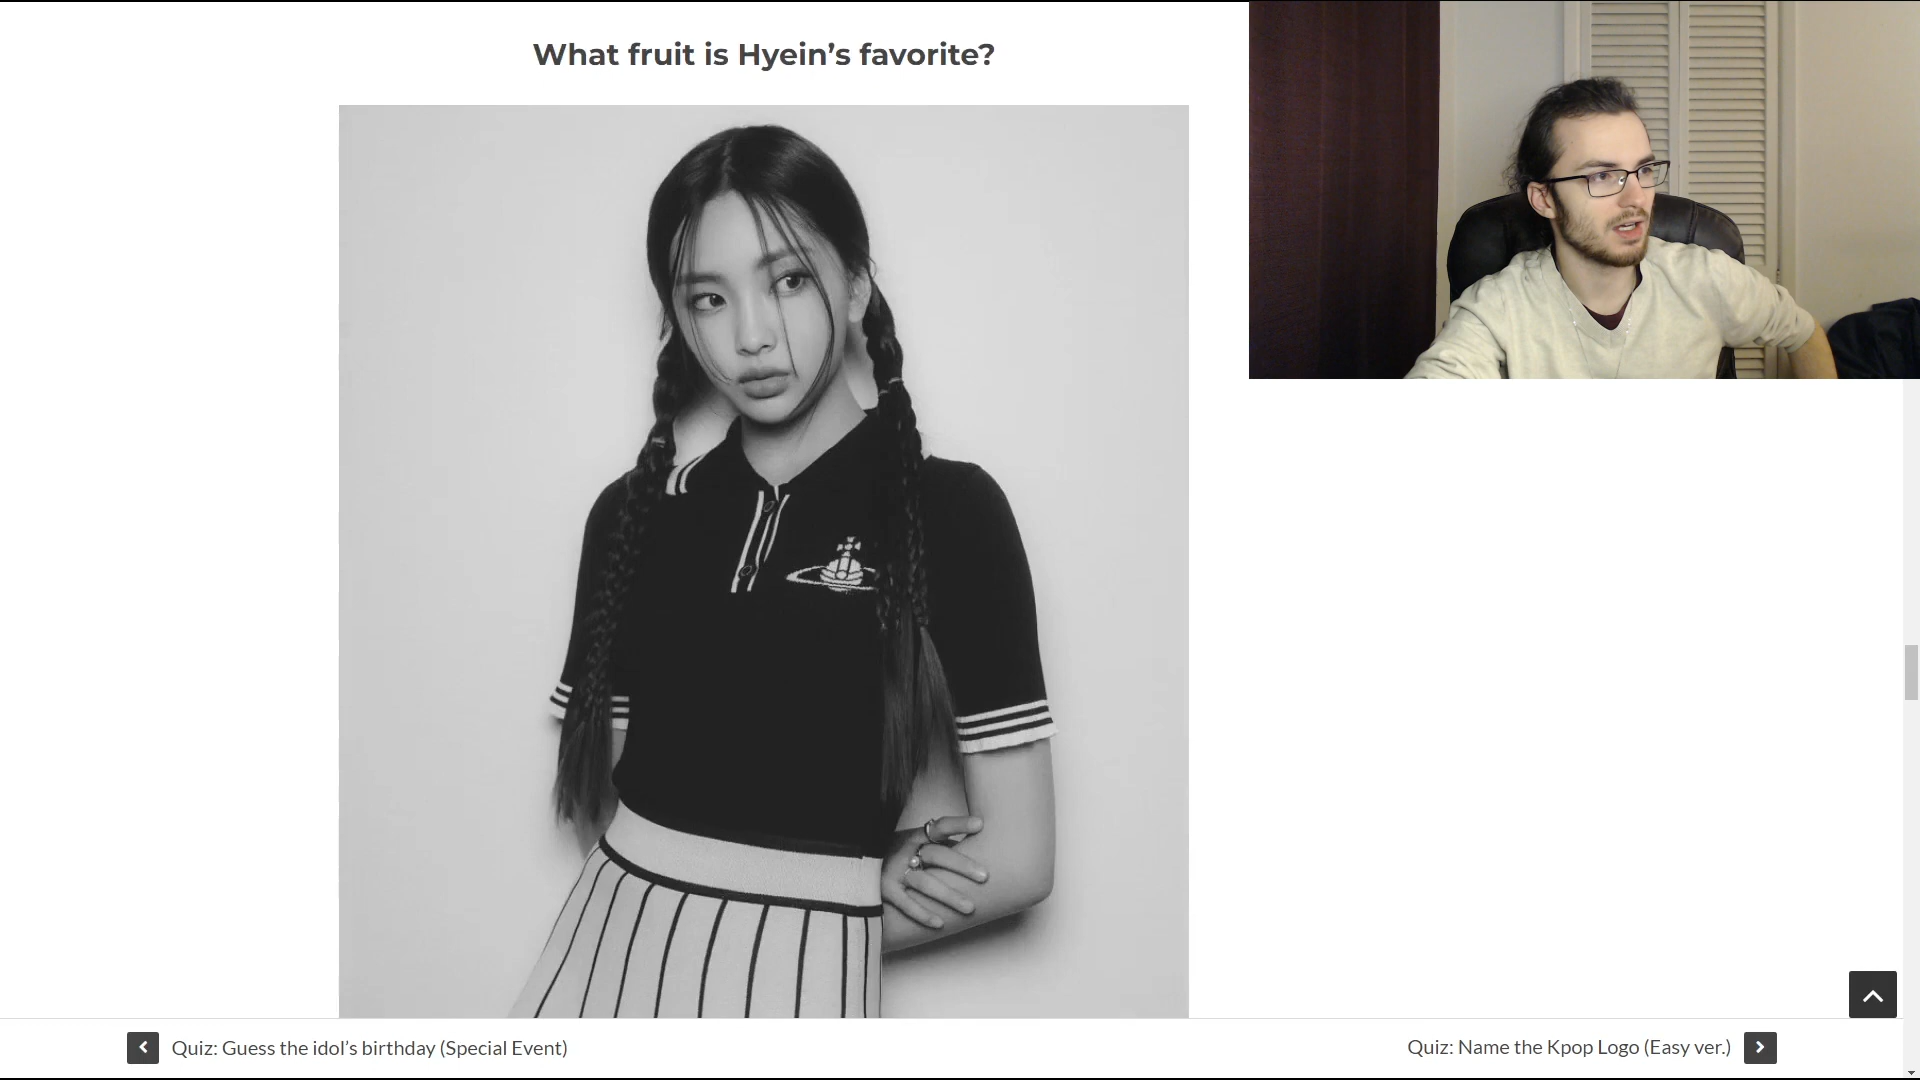 What fruit is Hyein’s favorite?
Quiz: Guess the idol’s birthday (Special Event)
Quiz: Name the Kpop Logo (Easy ver.)